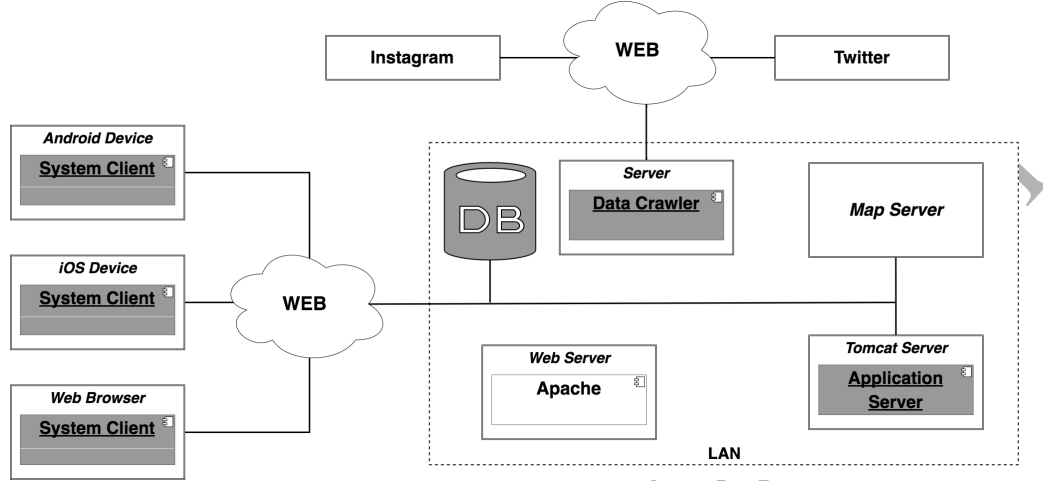 WEB
Instagram
Twitter
Android Device
System Client
Server
Data Crawler
DB
Map Server
iOS Device
System Client
WEB
Web Server
Apache
Tomcat Server
Application
Server
Web Browser
System Client
LAN